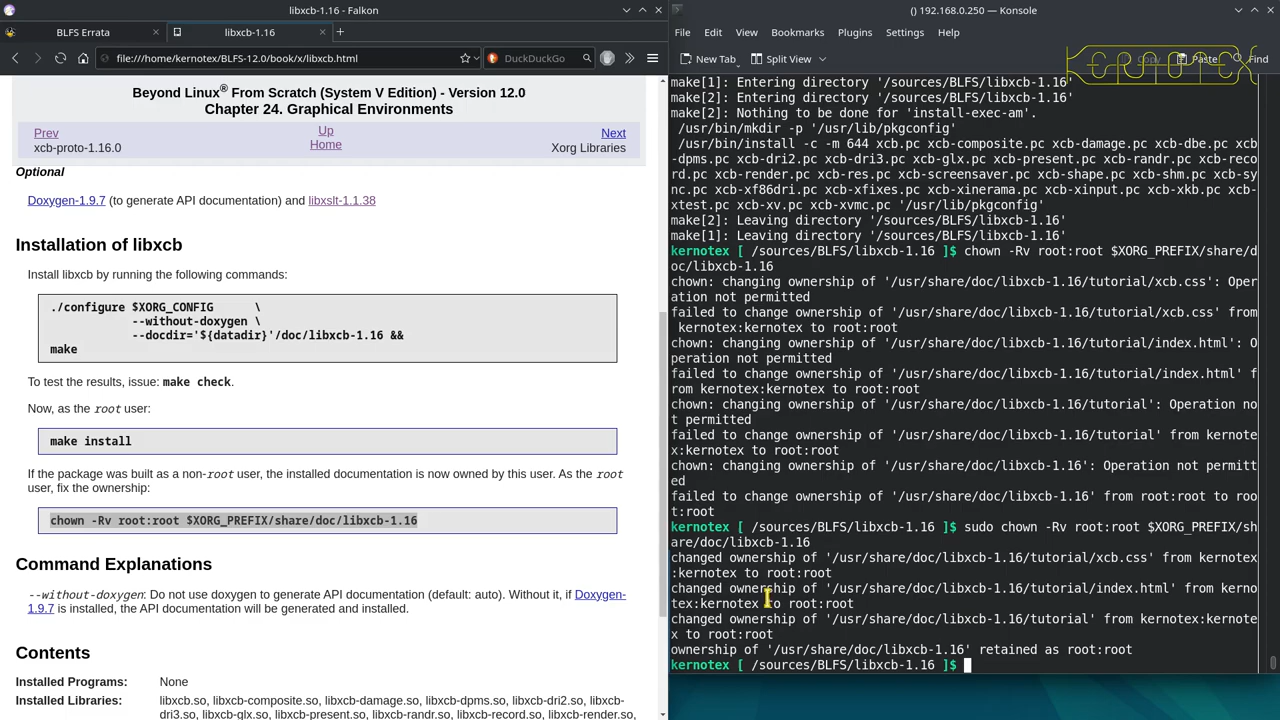 libxcb-1.16 - Falkon
BLFS Errata
libxcb-1.16
file:///home/kernotex/BLFS-12.0/book/x/libxcb.html
DuckDuckGo
Beyond Linux® From Scratch (System V Edition) - Version 12.0
Chapter 24. Graphical Environments
Prev
Up
Next
xcb-proto-1.16.0
Home
Xorg Libraries
Optional
Doxygen-1.9.7 (to generate API documentation) and libxslt-1.1.38
Installation of libxcb
Install libxcb by running the following commands:
./configure $XORG_CONFIG      \
            --without-doxygen \
            --docdir='${datadir}'/doc/libxcb-1.16 &&
make
To test the results, issue: make check.
Now, as the root user:
make install
If the package was built as a non-root user, the installed documentation is now owned by this user. As the root
user, fix the ownership:
chown -Rv root:root $XORG_PREFIX/share/doc/libxcb-1.16
Command Explanations
--without-doxygen: Do not use doxygen to generate API documentation (default: auto). Without it, if Doxygen-
1.9.7 is installed, the API documentation will be generated and installed.
Contents
Installed Programs: None
Installed Libraries: libxcb.so, libxcb-composite.so, libxcb-damage.so, libxcb-dpms.so, libxcb-dri2.so, libxcb-
dri3.so, libxcb-glx.so, libxcb-present.so, libxcb-randr.so, libxcb-record.so, libxcb-render.so,
() 192.168.0.250 — Konsole
File Edit View Bookmarks Plugins Settings Help
New Tab Split View Copy Paste Find
KERNOTEX
make[1]: Entering directory '/sources/BLFS/libxcb-1.16'
make[2]: Entering directory '/sources/BLFS/libxcb-1.16'
make[2]: Nothing to be done for 'install-exec-am'.
 /usr/bin/mkdir -p '/usr/lib/pkgconfig'
 /usr/bin/install -c -m 644 xcb.pc xcb-composite.pc xcb-damage.pc xcb-dbe.pc xcb
-dpms.pc xcb-dri2.pc xcb-dri3.pc xcb-glx.pc xcb-present.pc xcb-randr.pc xcb-reco
rd.pc xcb-render.pc xcb-res.pc xcb-screensaver.pc xcb-shape.pc xcb-shm.pc xcb-sy
nc.pc xcb-xf86dri.pc xcb-xfixes.pc xcb-xinerama.pc xcb-xinput.pc xcb-xkb.pc xcb-
xtest.pc xcb-xv.pc xcb-xvmc.pc '/usr/lib/pkgconfig'
make[2]: Leaving directory '/sources/BLFS/libxcb-1.16'
make[1]: Leaving directory '/sources/BLFS/libxcb-1.16'
kernotex [ /sources/BLFS/libxcb-1.16 ]$ chown -Rv root:root $XORG_PREFIX/share/d
oc/libxcb-1.16
chown: changing ownership of '/usr/share/doc/libxcb-1.16/tutorial/xcb.css': Oper
ation not permitted
failed to change ownership of '/usr/share/doc/libxcb-1.16/tutorial/xcb.css' from
 kernotex:kernotex to root:root
chown: changing ownership of '/usr/share/doc/libxcb-1.16/tutorial/index.html': O
peration not permitted
failed to change ownership of '/usr/share/doc/libxcb-1.16/tutorial/index.html' f
rom kernotex:kernotex to root:root
chown: changing ownership of '/usr/share/doc/libxcb-1.16/tutorial': Operation no
t permitted
failed to change ownership of '/usr/share/doc/libxcb-1.16/tutorial' from kernote
x:kernotex to root:root
chown: changing ownership of '/usr/share/doc/libxcb-1.16': Operation not permitt
ed
failed to change ownership of '/usr/share/doc/libxcb-1.16' from root:root to roo
t:root
kernotex [ /sources/BLFS/libxcb-1.16 ]$ sudo chown -Rv root:root $XORG_PREFIX/sh
are/doc/libxcb-1.16
changed ownership of '/usr/share/doc/libxcb-1.16/tutorial/xcb.css' from kernotex
:kernotex to root:root
changed ownership of '/usr/share/doc/libxcb-1.16/tutorial/index.html' from kerno
tex:kernotex to root:root
changed ownership of '/usr/share/doc/libxcb-1.16/tutorial' from kernotex:kernote
x to root:root
ownership of '/usr/share/doc/libxcb-1.16' retained as root:root
kernotex [ /sources/BLFS/libxcb-1.16 ]$